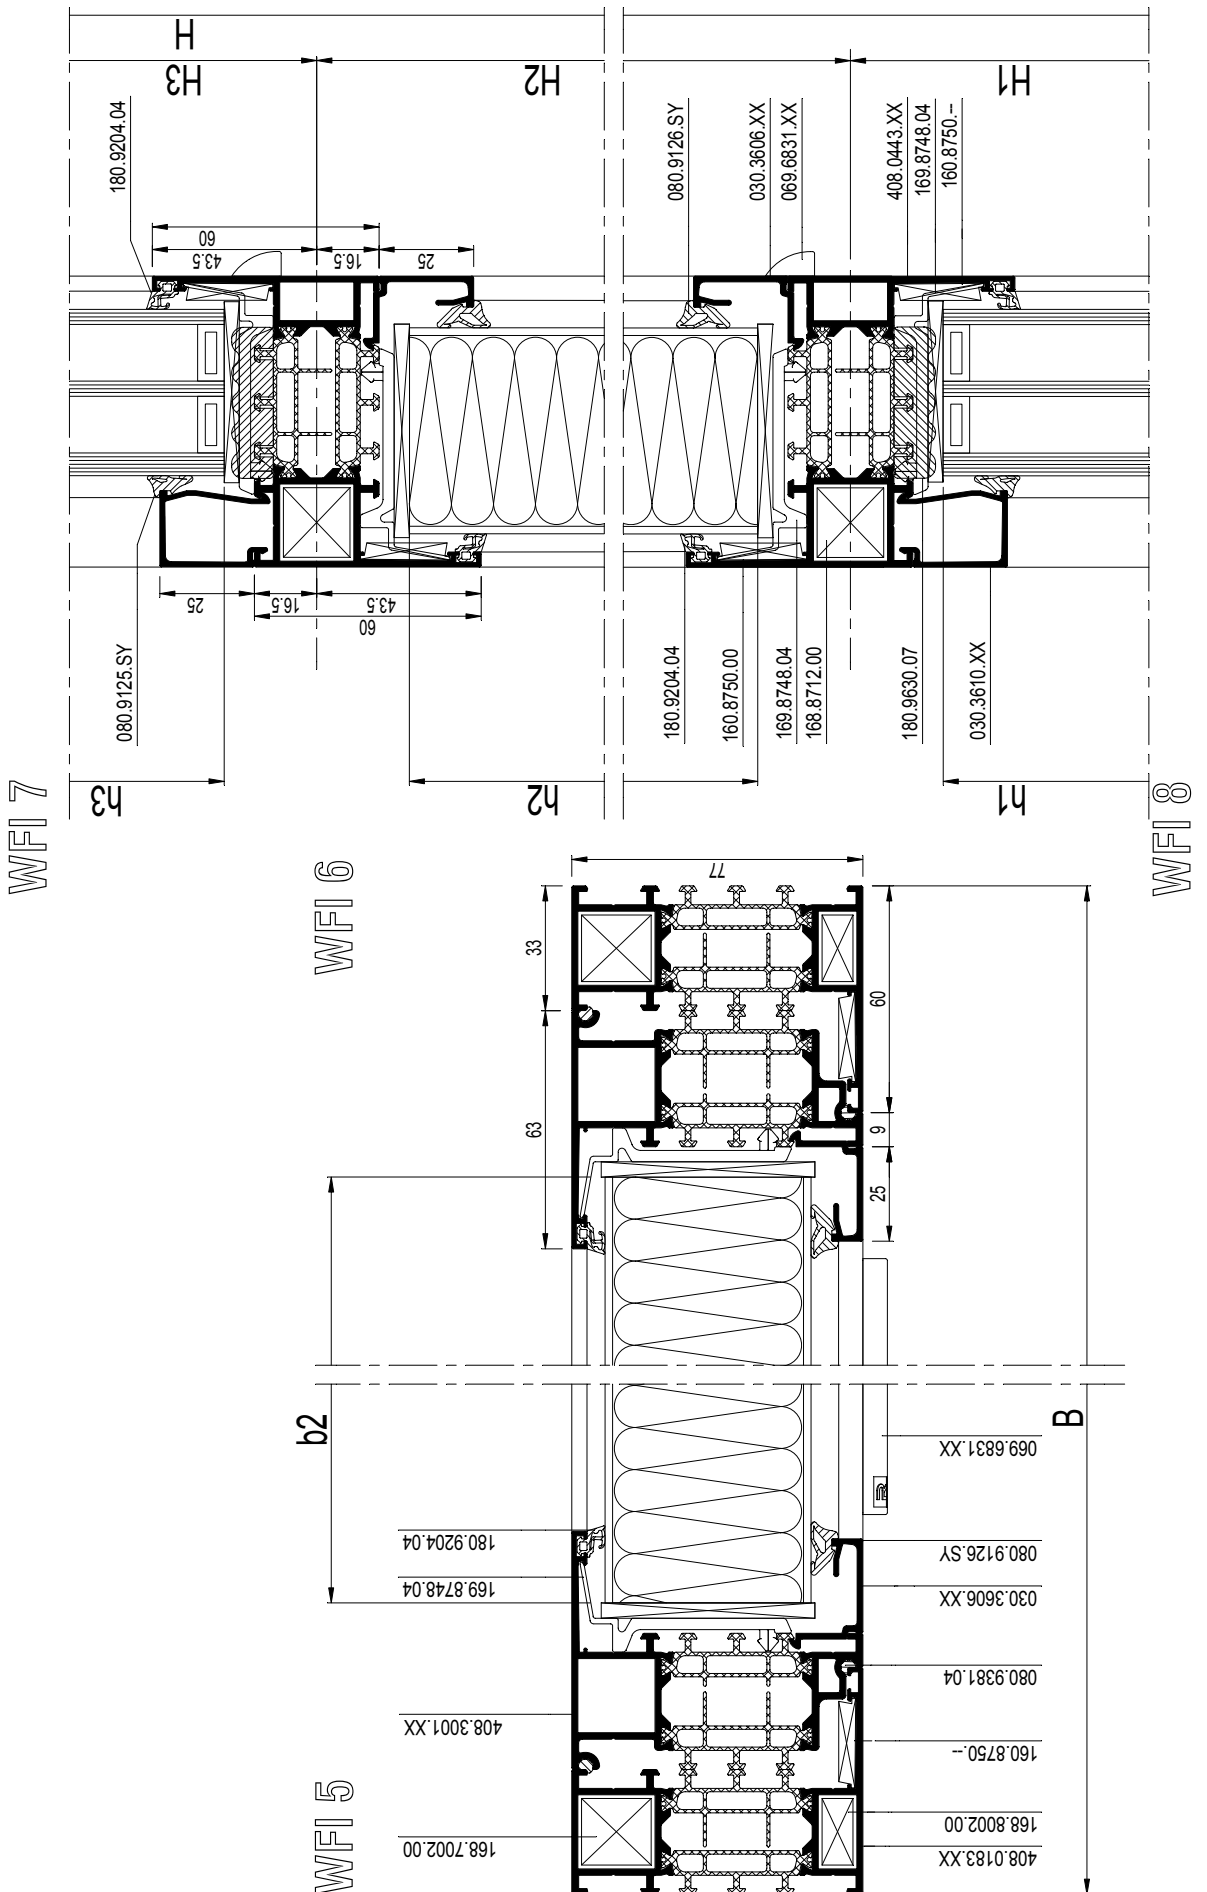 H
H3
H2
H1
180.9204.04
080.9126.SY
030.3606.XX
069.6831.XX
408.0443.XX
169.8748.04
160.8750.--
60
43.5
16.5
25
25
16.5
43.5
60
080.9125.SY
180.9204.04
160.8750.00
169.8748.04
168.8712.00
180.9630.07
030.3610.XX
h3
h2
h1
WFI 7
WFI 8
WFI 6
77
33
63
60
9
25
b2
B
069.6831.XX
180.9204.04
169.8748.04
080.9126.SY
030.3606.XX
080.9381.04
408.3001.XX
160.8750.--
WFI 5
168.7002.00
168.8002.00
408.0183.XX